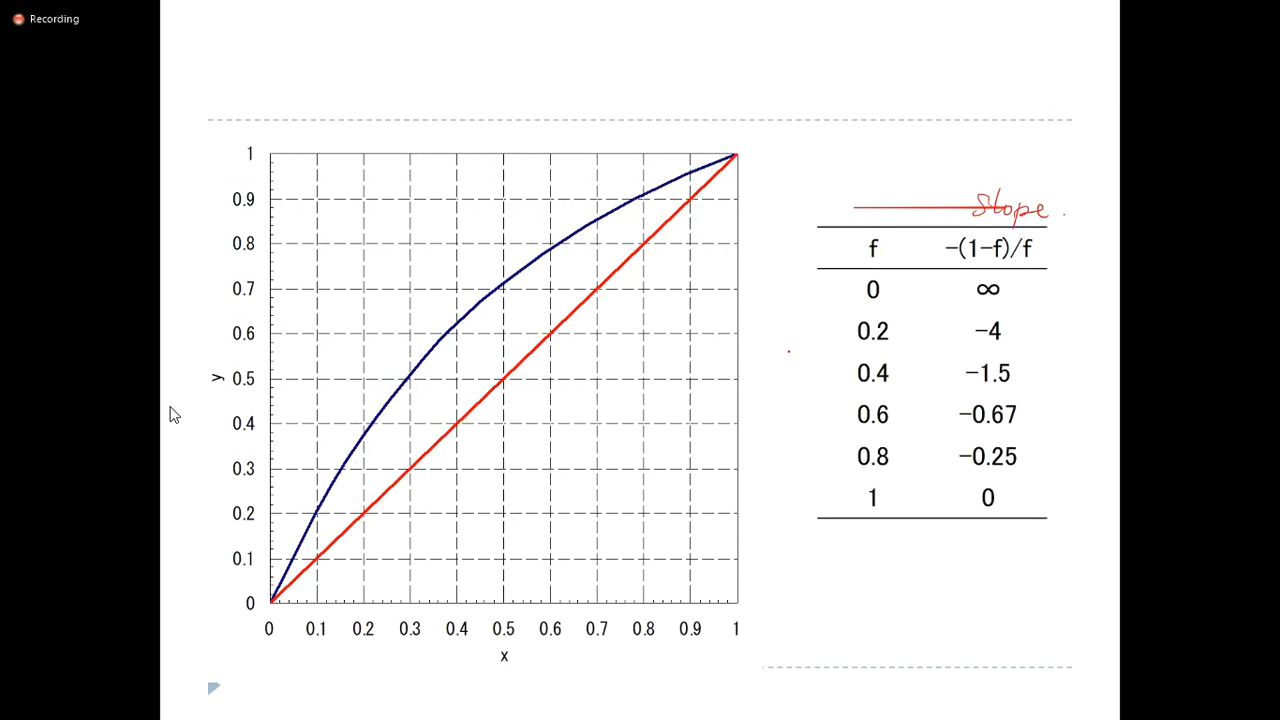 Recording
1
0.9
0.8
0.7
0.6
0.5
0.4
0.3
0.2
0.1
0
y
0 0.1 0.2 0.3 0.4 0.5 0.6 0.7 0.8 0.9 1
x
Slope
f -(1-f)/f
0 ∞
0.2 -4
0.4 -1.5
0.6 -0.67
0.8 -0.25
1 0